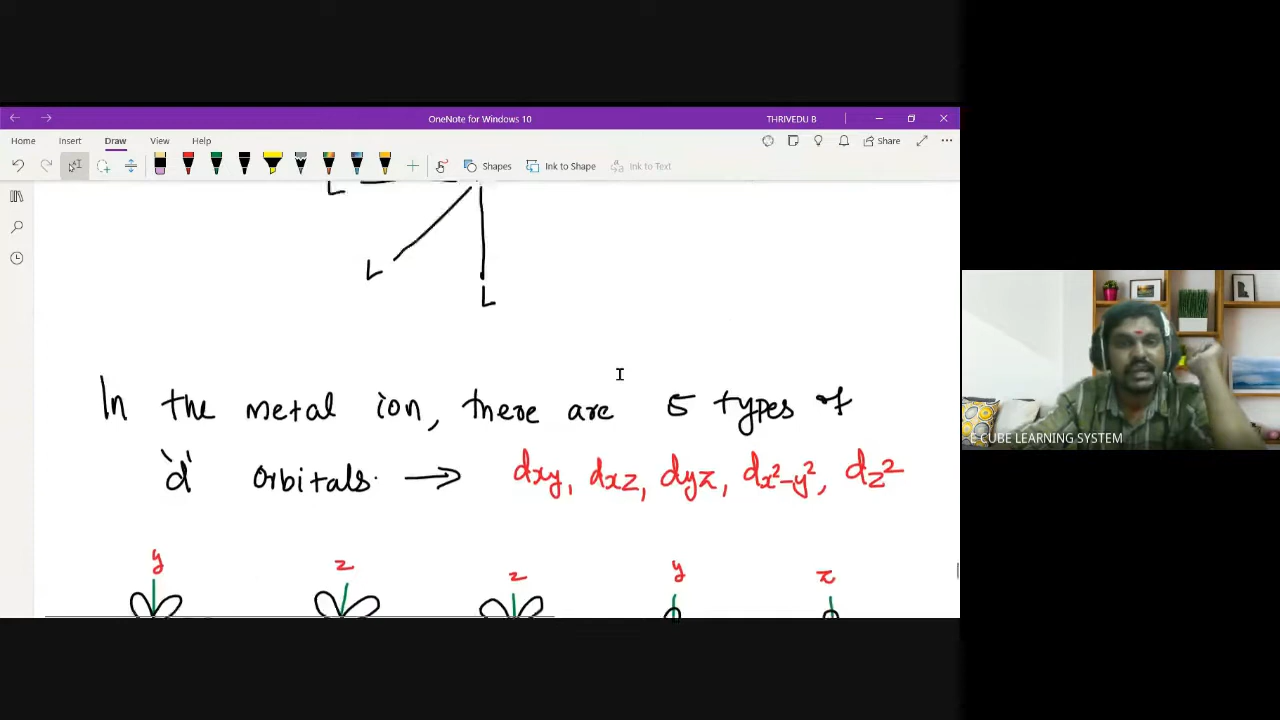 OneNote for Windows 10
THRIVEDU B
Home Insert Draw View Help
Share
Shapes Ink to Shape Ink to Text
L
L
L
In the metal ion, there are 5 types of
'd' orbitals. → dxy, dxz, dyz, dx²-y², dz²
y z z y z
E CUBE LEARNING SYSTEM